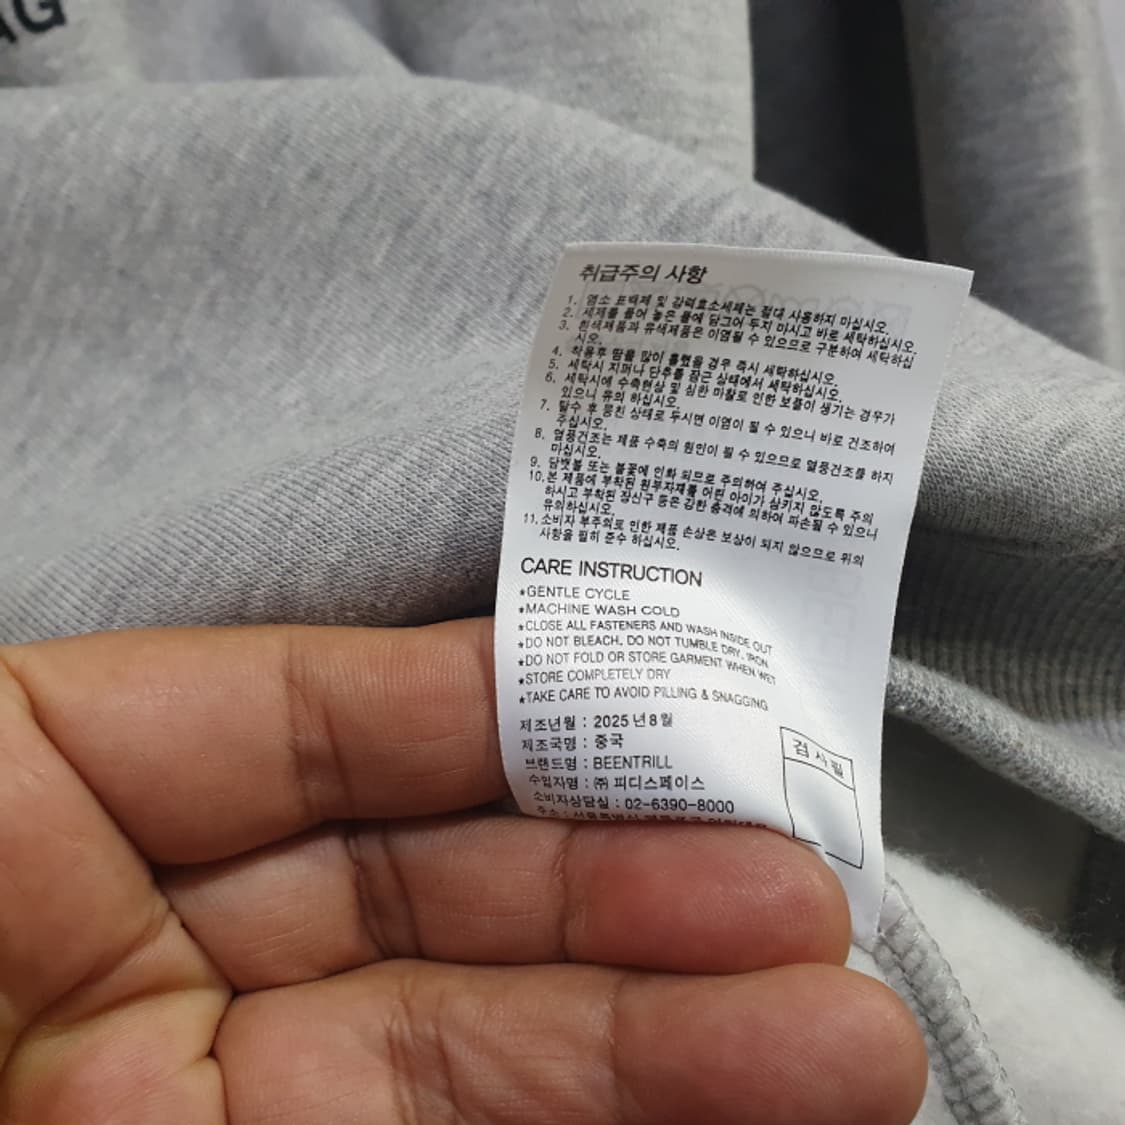 AG
취급주의 사항
1. 염소 표백제 및 강력효소세제는 절대 사용하지 마십시오.
2. 세제를 풀어 놓은 물에 담그어 두지 마시고 바로 세탁하십시오.
3. 흰색제품과 유색제품은 이염될 수 있으므로 구분하여 세탁하십
시오.
4. 착용후 땀을 많이 흘렸을 경우 즉시 세탁하십시오.
5. 세탁시 지퍼나 단추를 잠근 상태에서 세탁하십시오.
6. 세탁시에 수축현상 및 심한 마찰로 인한 보풀이 생기는 경우가
있으니 유의 하십시오.
7. 탈수 후 뭉친 상태로 두시면 이염이 될 수 있으니 바로 건조하여
주십시오.
8. 열풍건조는 제품 수축의 원인이 될 수 있으므로 열풍건조를 하지
마십시오.
9. 담뱃불 또는 불꽃에 인화 되므로 주의하여 주십시오.
10.본 제품에 부착된 원부자재를 어린 아이가 삼키지 않도록 주의
하시고 부착된 장신구 등은 강한 충격에 의하여 파손될 수 있으니
유의하십시오.
11.소비자 부주의로 인한 제품 손상은 보상이 되지 않으므로 위의
사항을 필히 준수 하십시오.
CARE INSTRUCTION
*GENTLE CYCLE
*MACHINE WASH COLD
*CLOSE ALL FASTENERS AND WASH INSIDE OUT
*DO NOT BLEACH. DO NOT TUMBLE DRY. IRON
*DO NOT FOLD OR STORE GARMENT WHEN WET
*STORE COMPLETELY DRY
*TAKE CARE TO AVOID PILLING & SNAGGING
제조년월 : 2025년8월
제조국명 : 중국
브랜드명 : BEENTRILL
수입자명 : ㈜ 피디스페이스
소비자상담실 : 02-6390-8000
주소 : 서울특별시
검사필